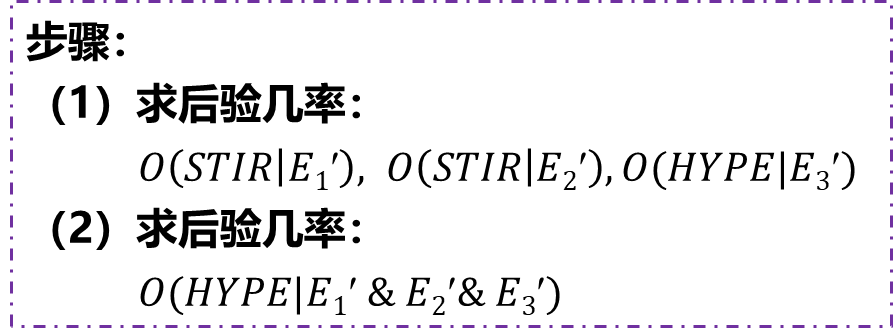 步骤：
（1）求后验几率：
O(STIR|E₁′), O(STIR|E₂′), O(HYPE|E₃′)
（2）求后验几率：
O(HYPE|E₁′ & E₂′& E₃′)